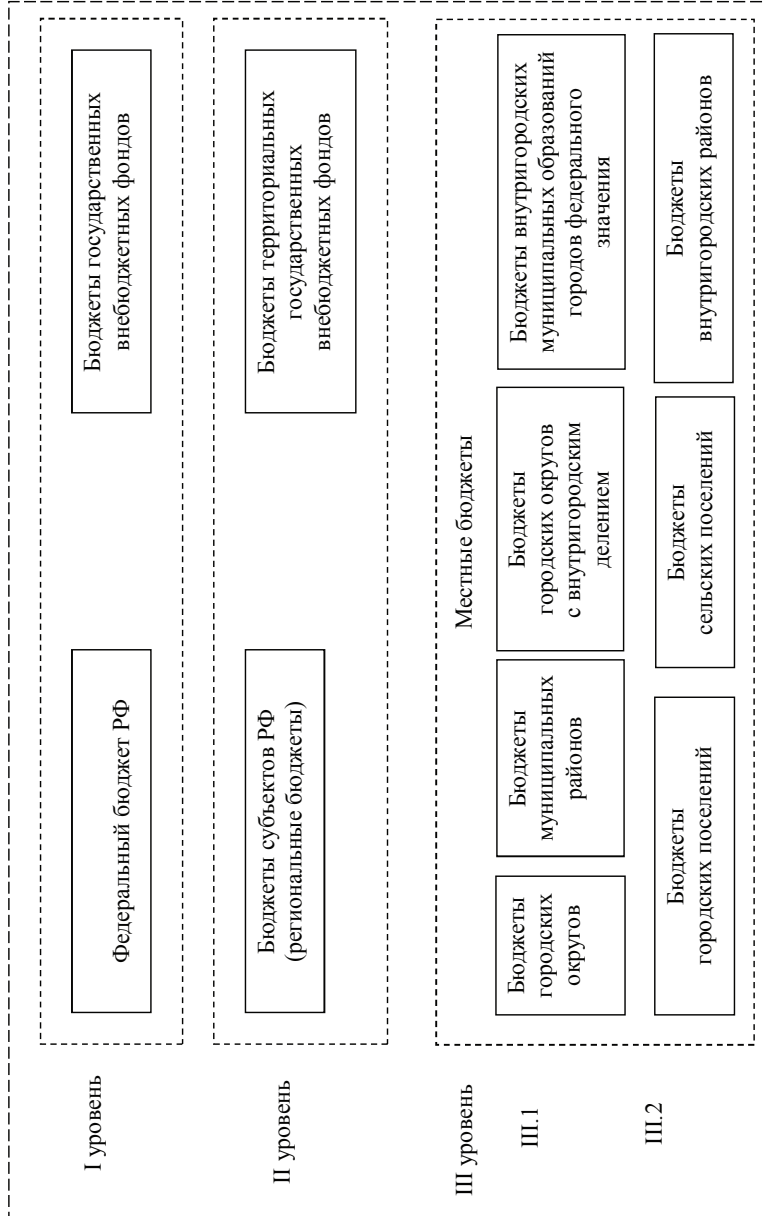 I уровень
Федеральный бюджет РФ
Бюджеты государственных
внебюджетных фондов
II уровень
Бюджеты субъектов РФ
(региональные бюджеты)
Бюджеты территориальных
государственных
внебюджетных фондов
III уровень
Местные бюджеты
III.1
Бюджеты
городских
округов
Бюджеты
муниципальных
районов
Бюджеты
городских округов
с внутригородским
делением
Бюджеты внутригородских
муниципальных образований
городов федерального
значения
III.2
Бюджеты
городских поселений
Бюджеты
сельских поселений
Бюджеты
внутригородских районов